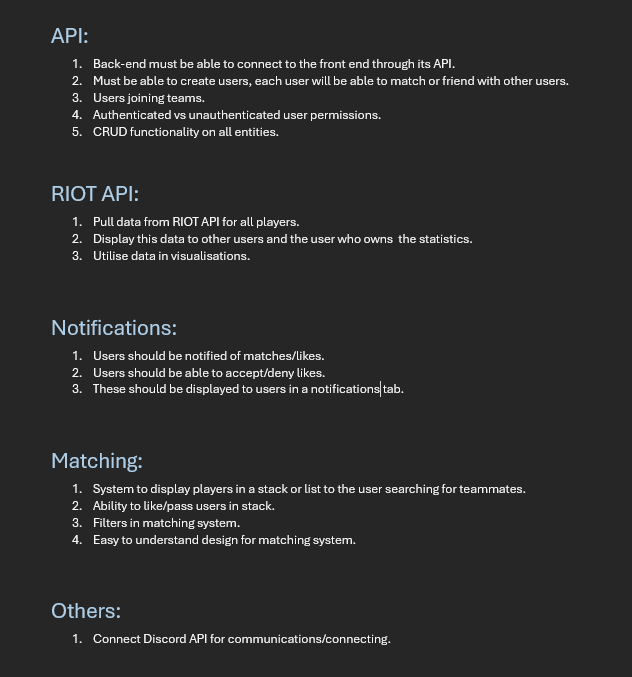 API:
1. Back-end must be able to connect to the front end through its API.
2. Must be able to create users, each user will be able to match or friend with other users.
3. Users joining teams.
4. Authenticated vs unauthenticated user permissions.
5. CRUD functionality on all entities.
RIOT API:
1. Pull data from RIOT API for all players.
2. Display this data to other users and the user who owns the statistics.
3. Utilise data in visualisations.
Notifications:
1. Users should be notified of matches/likes.
2. Users should be able to accept/deny likes.
3. These should be displayed to users in a notifications tab.
Matching:
1. System to display players in a stack or list to the user searching for teammates.
2. Ability to like/pass users in stack.
3. Filters in matching system.
4. Easy to understand design for matching system.
Others:
1. Connect Discord API for communications/connecting.